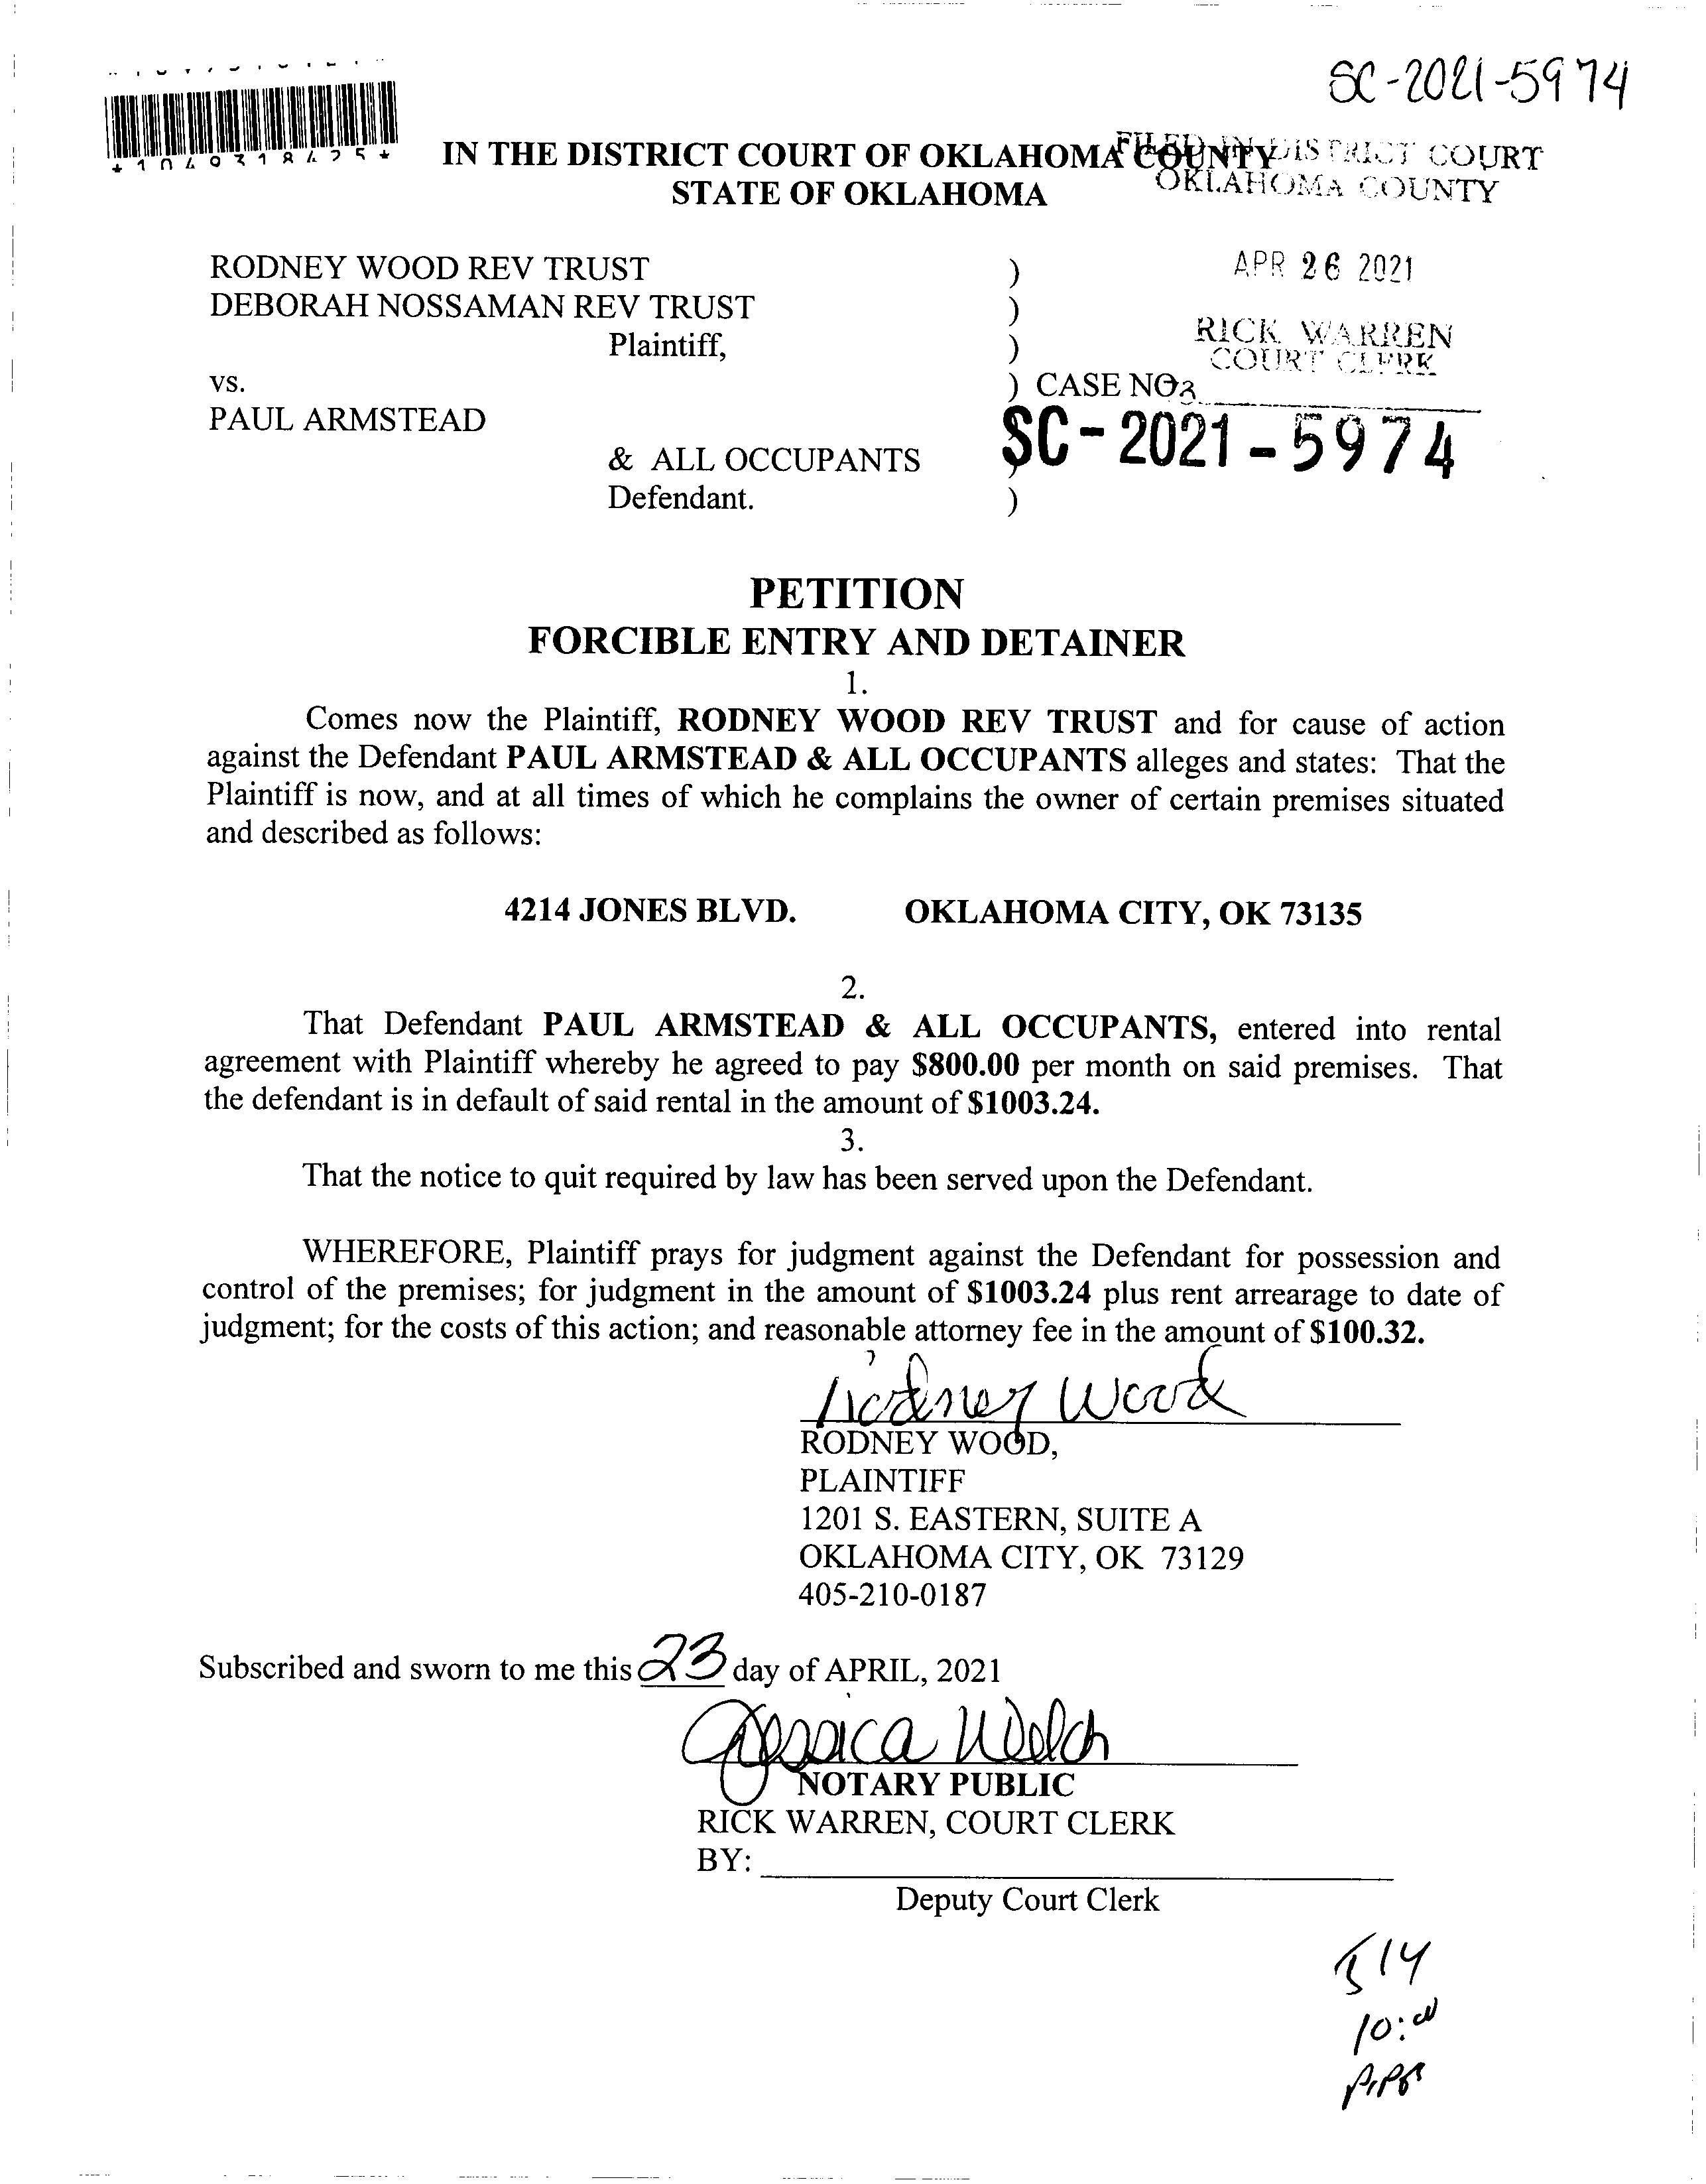 SC-2021-5974
*1049318425*
IN THE DISTRICT COURT OF OKLAHOMA COUNTY
STATE OF OKLAHOMA
FILED IN DISTRICT COURT
OKLAHOMA COUNTY
APR 26 2021
RICK WARREN
COURT CLERK
RODNEY WOOD REV TRUST )
DEBORAH NOSSAMAN REV TRUST )
Plaintiff, )
vs. ) CASE NO
PAUL ARMSTEAD
SC-2021-5974
& ALL OCCUPANTS )
Defendant. )
PETITION
FORCIBLE ENTRY AND DETAINER
1.
Comes now the Plaintiff, RODNEY WOOD REV TRUST and for cause of action
against the Defendant PAUL ARMSTEAD & ALL OCCUPANTS alleges and states: That the
Plaintiff is now, and at all times of which he complains the owner of certain premises situated
and described as follows:
4214 JONES BLVD. OKLAHOMA CITY, OK 73135
2.
That Defendant PAUL ARMSTEAD & ALL OCCUPANTS, entered into rental
agreement with Plaintiff whereby he agreed to pay $800.00 per month on said premises. That
the defendant is in default of said rental in the amount of $1003.24.
3.
That the notice to quit required by law has been served upon the Defendant.
WHEREFORE, Plaintiff prays for judgment against the Defendant for possession and
control of the premises; for judgment in the amount of $1003.24 plus rent arrearage to date of
judgment; for the costs of this action; and reasonable attorney fee in the amount of $100.32.
Rodney Wood
RODNEY WOOD,
PLAINTIFF
1201 S. EASTERN, SUITE A
OKLAHOMA CITY, OK 73129
405-210-0187
Subscribed and sworn to me this 23 day of APRIL, 2021
Jessica Welch
NOTARY PUBLIC
RICK WARREN, COURT CLERK
BY:
Deputy Court Clerk
10:00